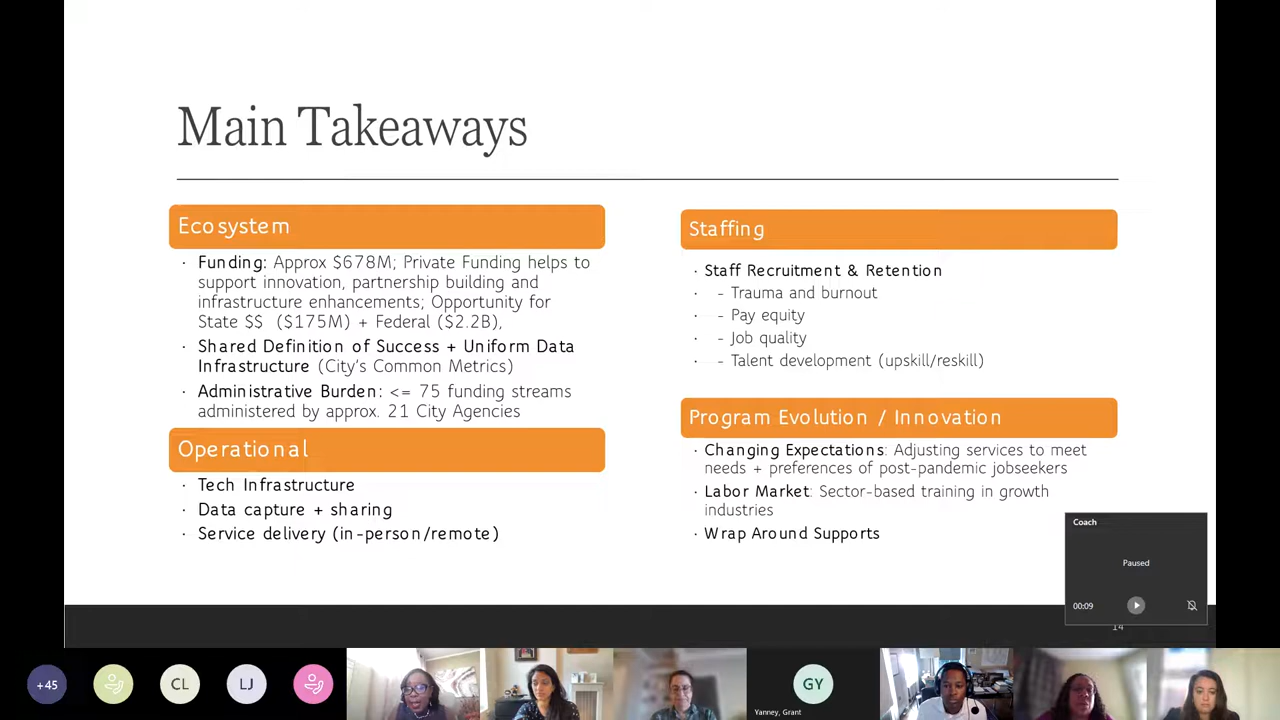 Main Takeaways
Ecosystem
· Funding: Approx $678M; Private Funding helps to
support innovation, partnership building and
infrastructure enhancements; Opportunity for
State $$ ($175M) + Federal ($2.2B),
· Shared Definition of Success + Uniform Data
Infrastructure (City's Common Metrics)
· Administrative Burden: <= 75 funding streams
administered by approx. 21 City Agencies
Operational
· Tech Infrastructure
· Data capture + sharing
· Service delivery (in-person/remote)
Staffing
· Staff Recruitment & Retention
· - Trauma and burnout
· - Pay equity
· - Job quality
· - Talent development (upskill/reskill)
Program Evolution / Innovation
· Changing Expectations: Adjusting services to meet
needs + preferences of post-pandemic jobseekers
· Labor Market: Sector-based training in growth
industries
· Wrap Around Supports
Coach
Paused
00:09
14
+45
CL
LJ
GY
Yanney, Grant